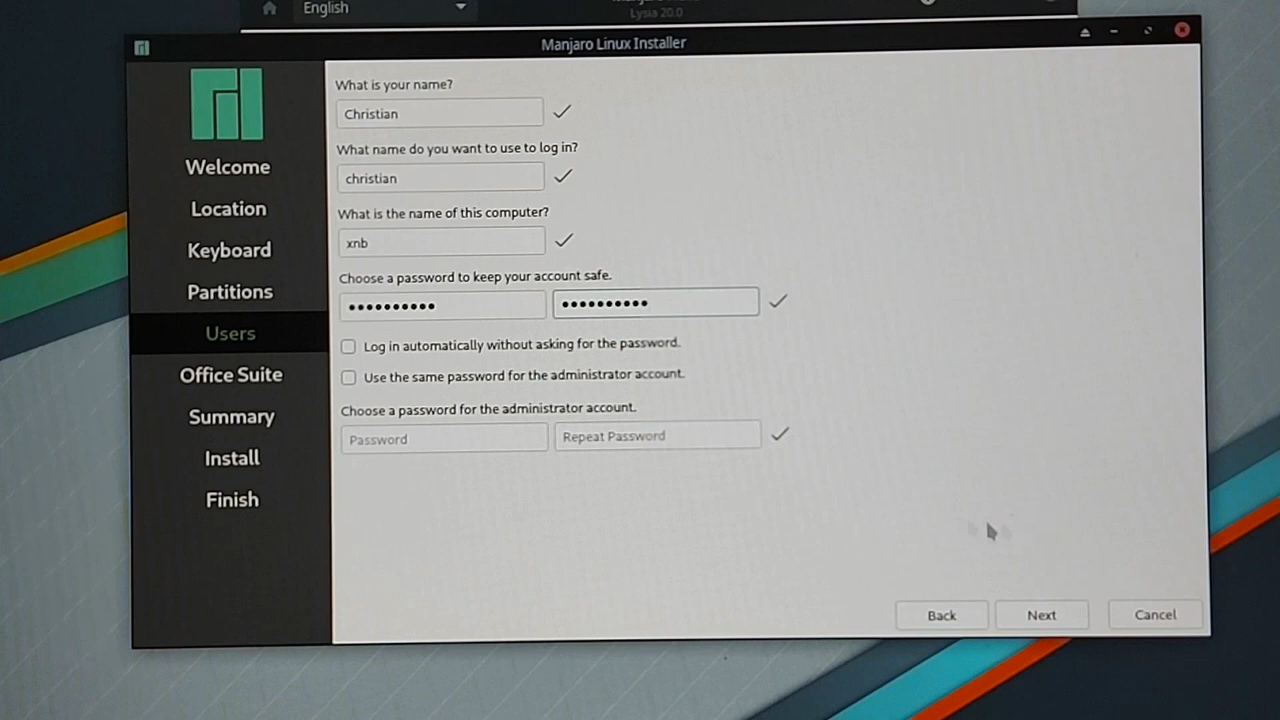 English
Lysia 20.0
Manjaro Linux Installer
What is your name?
Christian
Welcome
What name do you want to use to log in?
christian
Location
What is the name of this computer?
xnb
Keyboard
Choose a password to keep your account safe.
Partitions
••••••••••
••••••••••
Users
Log in automatically without asking for the password.
Office Suite
Use the same password for the administrator account.
Summary
Choose a password for the administrator account.
Password
Repeat Password
Install
Finish
Back
Next
Cancel